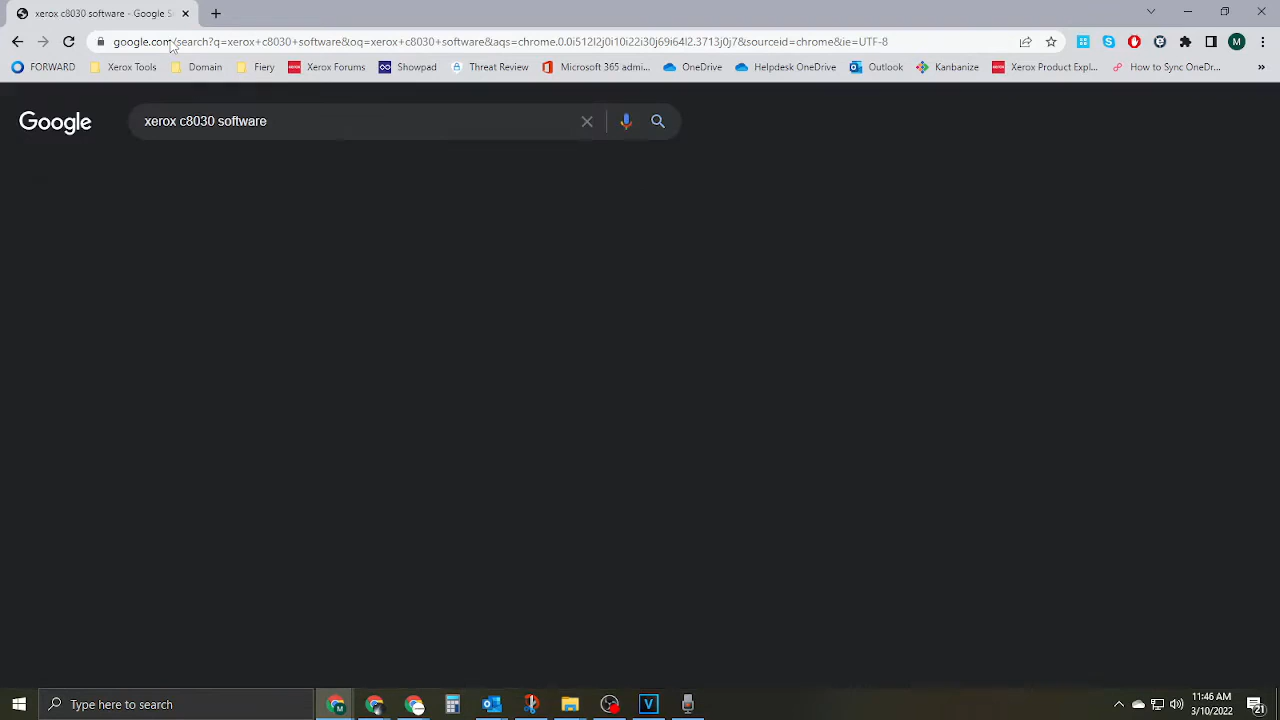 xerox c8030 software - Google S
google.com/search?q=xerox+c8030+software&oq=xerox+c8030+software&aqs=chrome.0.0i512l2j0i10i22i30j69i64l2.3713j0j7&sourceid=chrome&ie=UTF-8
M
FORWARD Xerox Tools Domain Fiery Xerox Forums Showpad Threat Review Microsoft 365 admi... OneDrive Helpdesk OneDrive Outlook Kanbanize Xerox Product Expl... How to Sync OneDr... »
Google xerox c8030 software
Type here to search
11:46 AM
3/10/2022
21